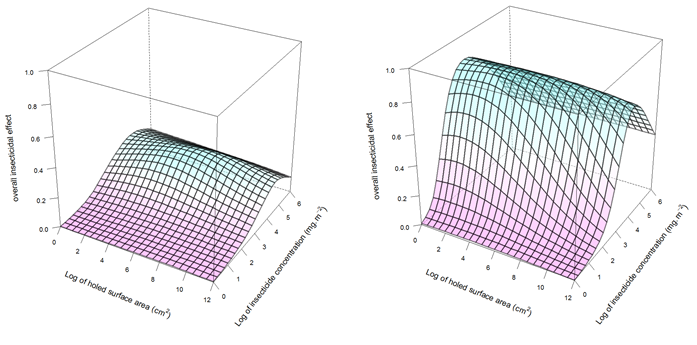 1.0
0.8
0.6
0.4
0.2
0.0
overall insecticidal effect
0 2 4 6 8 10 12
Log of holed surface area (cm²)
0 1 2 3 4 5 6
Log of insecticide concentration (mg. m⁻²)
1.0
0.8
0.6
0.4
0.2
0.0
overall insecticidal effect
0 2 4 6 8 10 12
Log of holed surface area (cm²)
0 1 2 3 4 5 6
Log of insecticide concentration (mg. m⁻²)